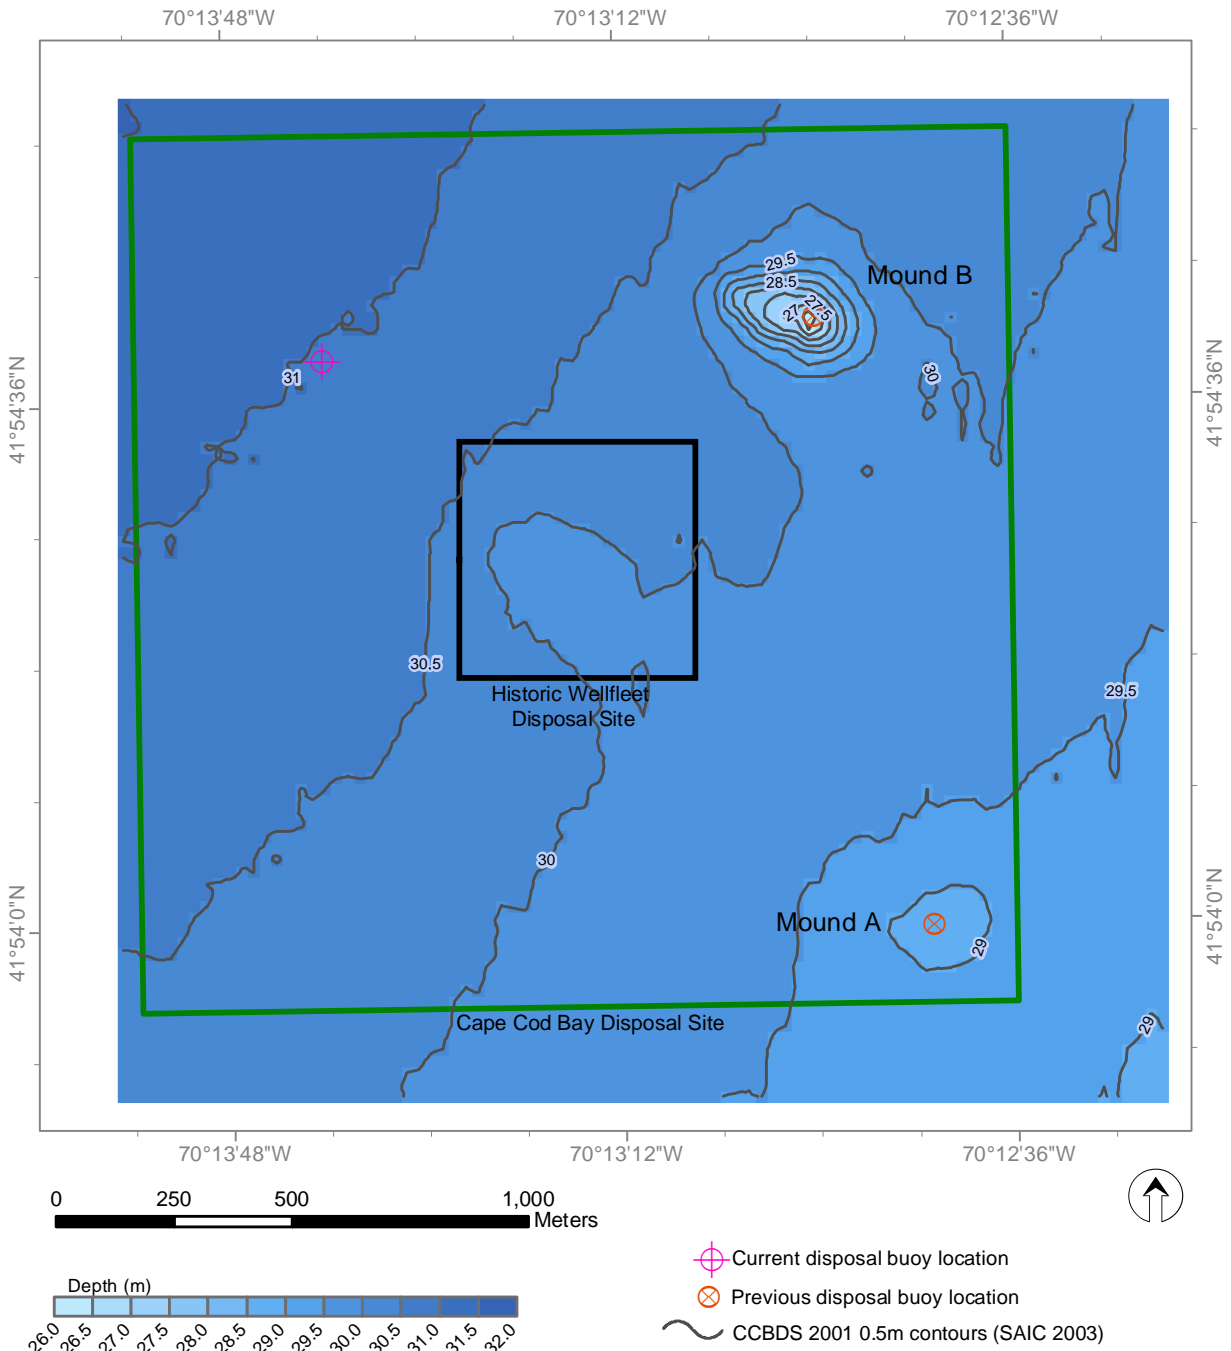 70°13'48"W 70°13'12"W 70°12'36"W
41°54'36"N
41°54'36"N
41°54'0"N
41°54'0"N
29.5
28.5
27
27.5
Mound B
30
31
30.5
Historic Wellfleet
Disposal Site
29.5
30
Mound A
29
29
Cape Cod Bay Disposal Site
70°13'48"W 70°13'12"W 70°12'36"W
0 250 500 1,000
Meters
Depth (m)
26.0 26.5 27.0 27.5 28.0 28.5 29.0 29.5 30.0 30.5 31.0 31.5 32.0
Current disposal buoy location
Previous disposal buoy location
CCBDS 2001 0.5m contours (SAIC 2003)